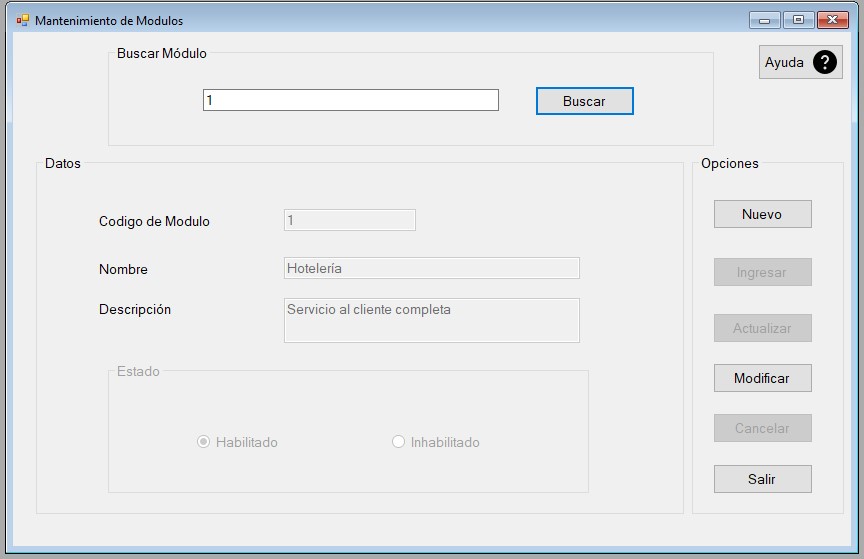 Mantenimiento de Modulos
Buscar Módulo
Ayuda ?
1
Buscar
Datos
Opciones
Codigo de Modulo
1
Nuevo
Nombre
Hotelería
Ingresar
Descripción
Servicio al cliente completa
Actualizar
Estado
Modificar
Habilitado
Inhabilitado
Cancelar
Salir